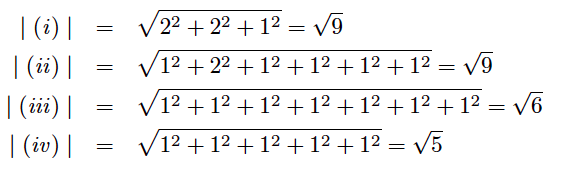 | (i) | = √(2² + 2² + 1²) = √9
| (ii) | = √(1² + 2² + 1² + 1² + 1² + 1²) = √9
| (iii) | = √(1² + 1² + 1² + 1² + 1² + 1² + 1²) = √6
| (iv) | = √(1² + 1² + 1² + 1² + 1²) = √5